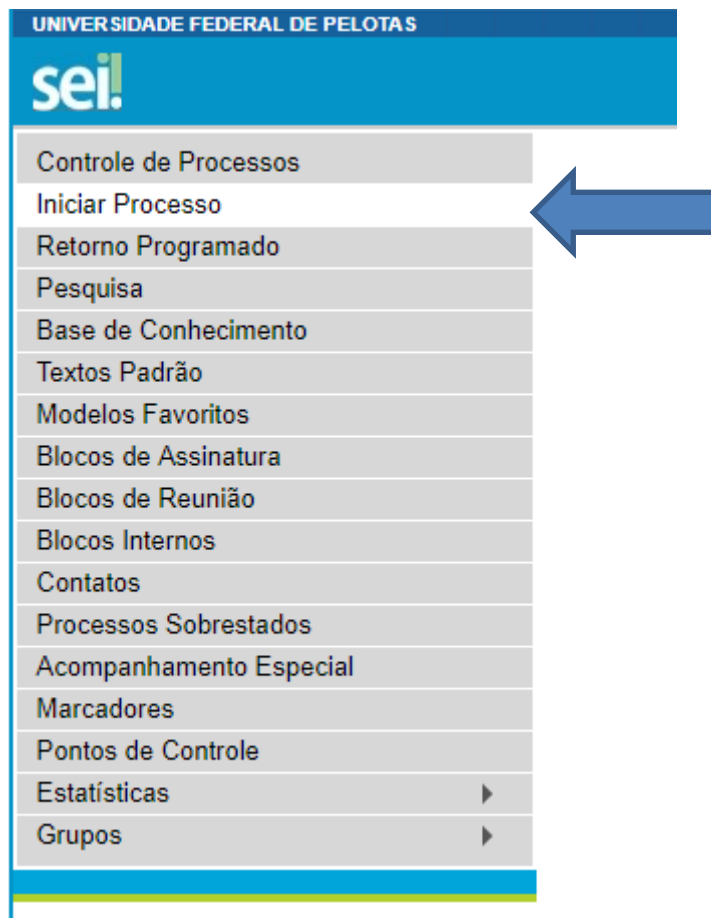 UNIVERSIDADE FEDERAL DE PELOTAS
sei!
Controle de Processos
Iniciar Processo
Retorno Programado
Pesquisa
Base de Conhecimento
Textos Padrão
Modelos Favoritos
Blocos de Assinatura
Blocos de Reunião
Blocos Internos
Contatos
Processos Sobrestados
Acompanhamento Especial
Marcadores
Pontos de Controle
Estatísticas
Grupos